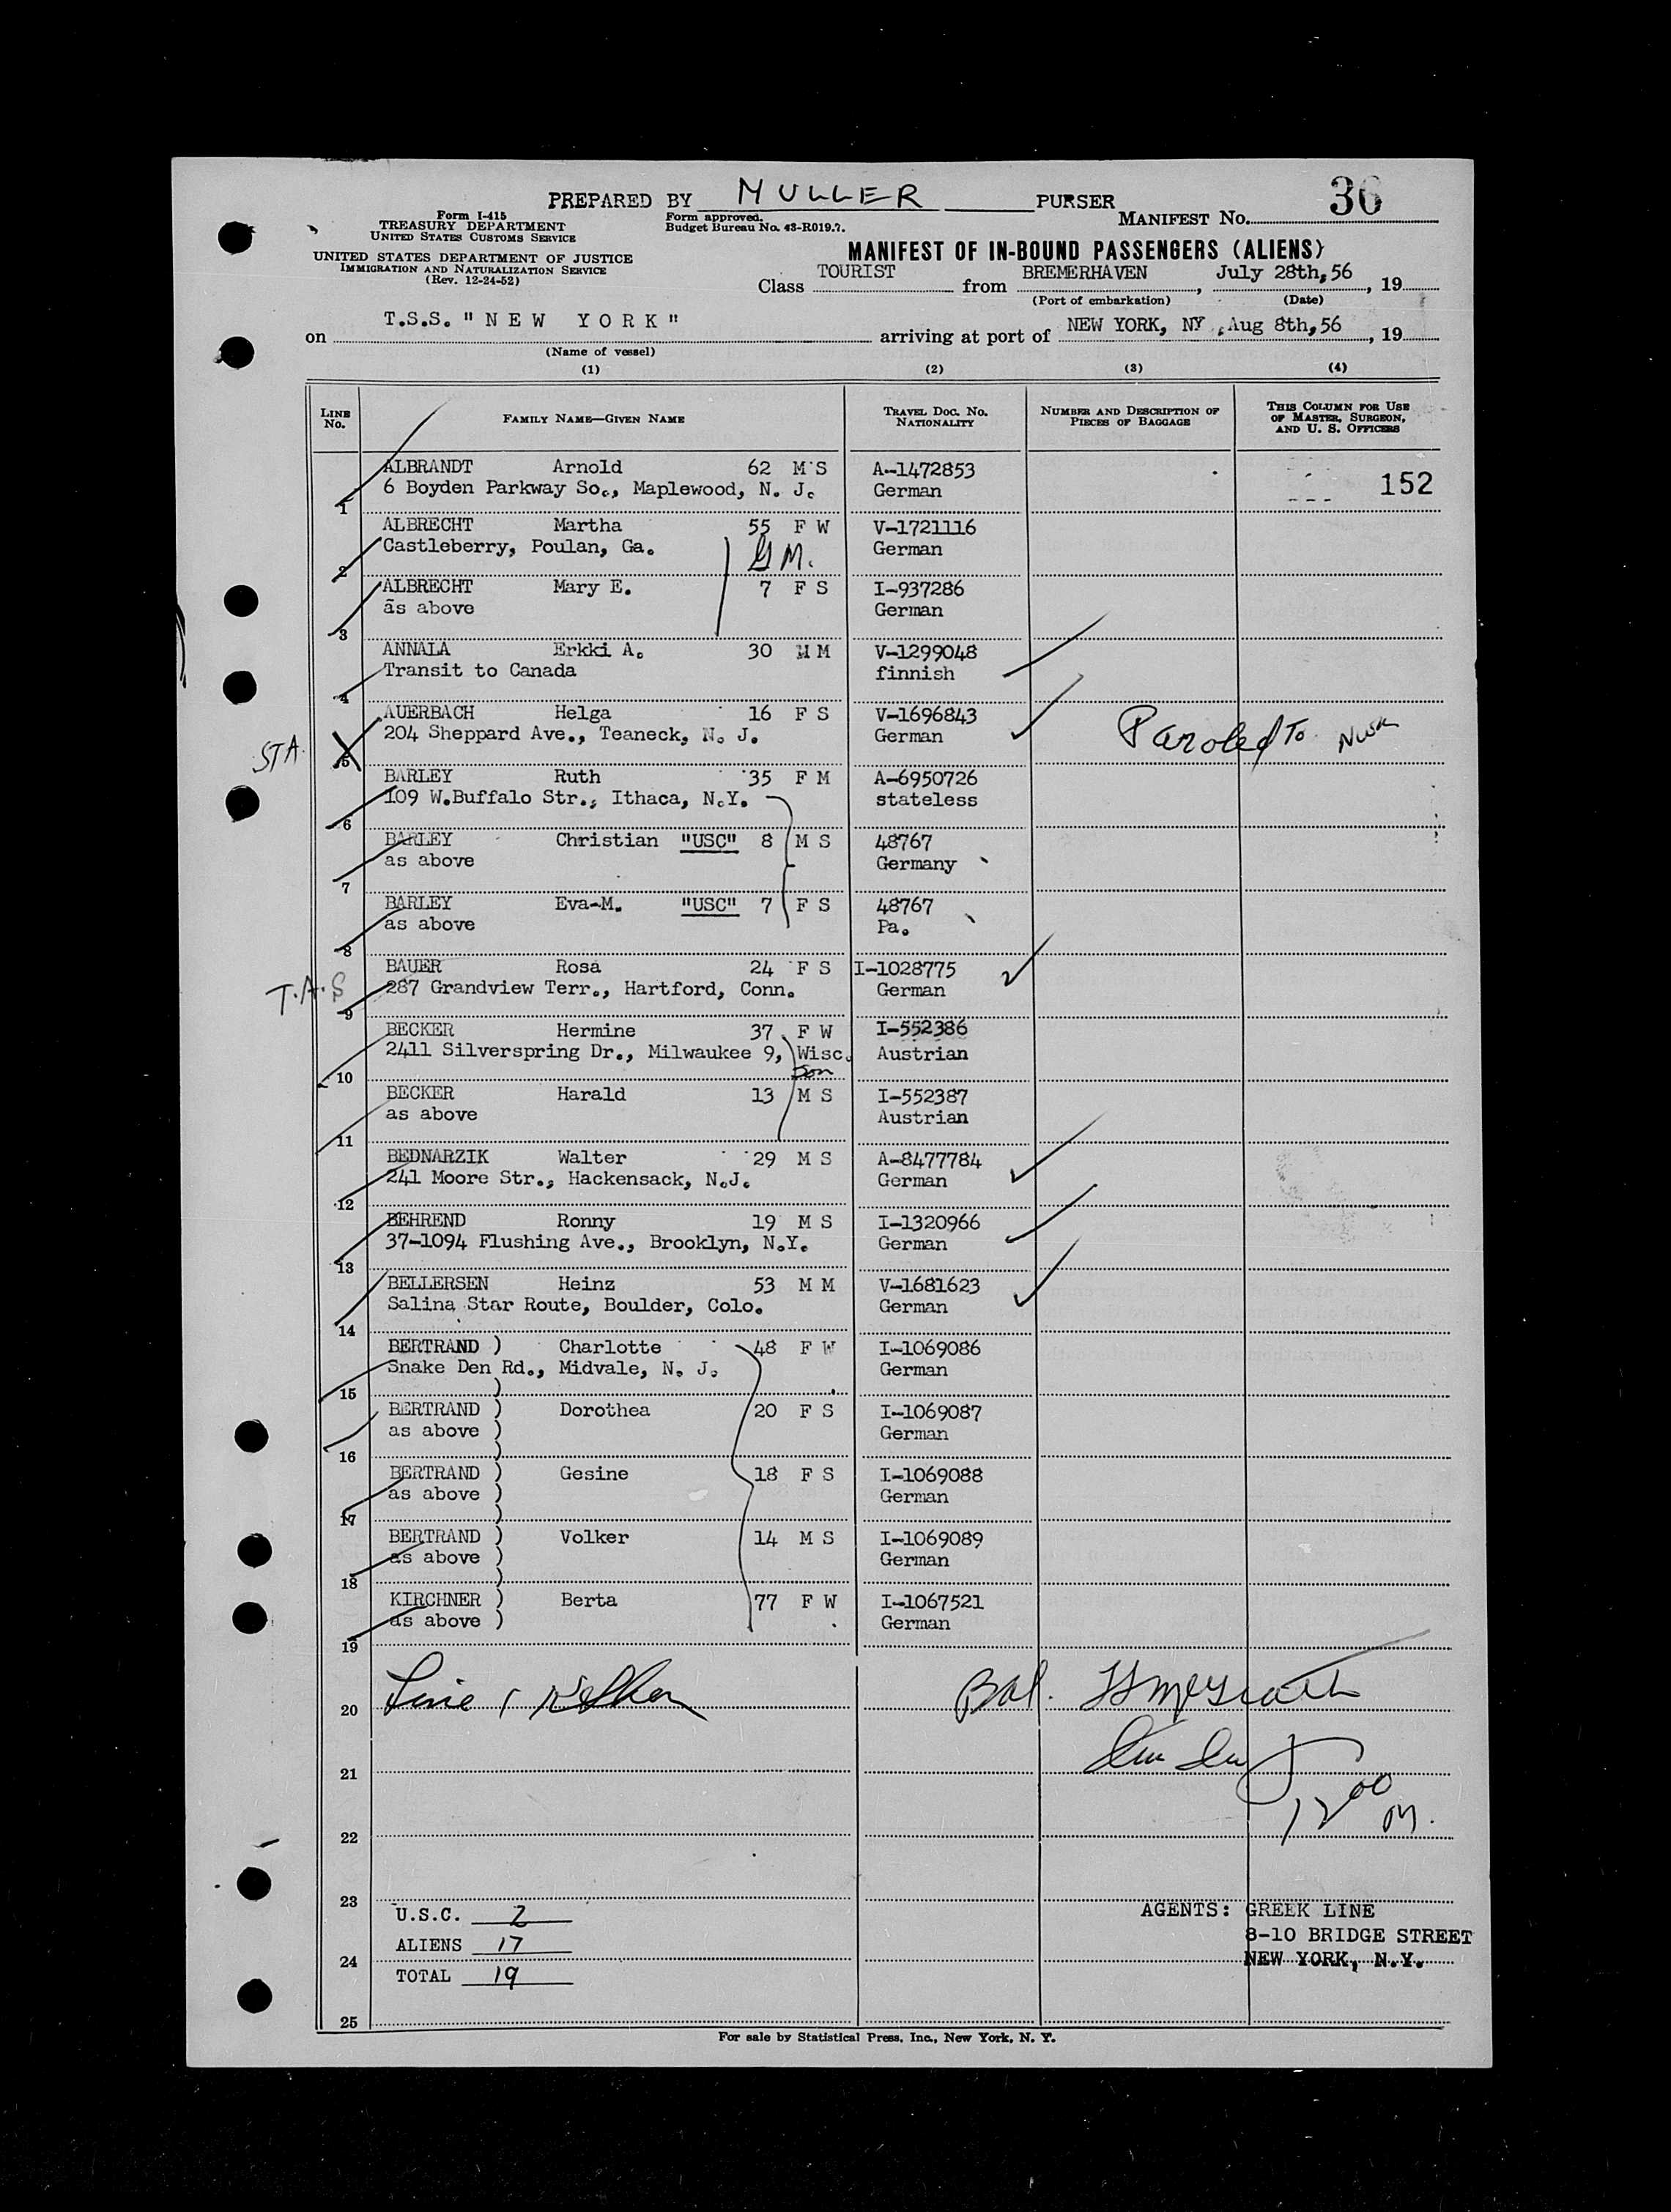 PREPARED BY MULLER PURSER
36
Form I-415
TREASURY DEPARTMENT
UNITED STATES CUSTOMS SERVICE
Form approved.
Budget Bureau No. 43-R019.7.
MANIFEST No.
UNITED STATES DEPARTMENT OF JUSTICE
IMMIGRATION AND NATURALIZATION SERVICE
(Rev. 12-24-52)
MANIFEST OF IN-BOUND PASSENGERS (ALIENS)
Class TOURIST from BREMERHAVEN, July 28th, 56, 19
(Port of embarkation) (Date)
on T.S.S. "NEW YORK" arriving at port of NEW YORK, NY, Aug 8th, 56, 19
(Name of vessel)
(1) (2) (3) (4)
LINE No. FAMILY NAME—GIVEN NAME TRAVEL DOC. No. NATIONALITY NUMBER AND DESCRIPTION OF PIECES OF BAGGAGE THIS COLUMN FOR USE OF MASTER, SURGEON, AND U. S. OFFICERS
ALBRANDT Arnold 62 M S A-1472853
1 6 Boyden Parkway So., Maplewood, N. J. German 152
ALBRECHT Martha 55 F W V-1721116
2 Castleberry, Poulan, Ga. G M. German
ALBRECHT Mary E. 7 F S I-937286
3 as above German
ANNALA Erkki A. 30 M M V-1299048
4 Transit to Canada finnish
AUERBACH Helga 16 F S V-1696843
STA. 5 204 Sheppard Ave., Teaneck, N. J. German Paroled To
BARLEY Ruth 35 F M A-6950726
6 109 W.Buffalo Str., Ithaca, N.Y. stateless
BARLEY Christian "USC" 8 M S 48767
7 as above Germany
BARLEY Eva-M. "USC" 7 F S 48767
8 as above Pa.
BAUER Rosa 24 F S I-1028775
T.A.S 9 287 Grandview Terr., Hartford, Conn. German
BECKER Hermine 37 F W I-552386
10 2411 Silverspring Dr., Milwaukee 9, Wisc. Austrian
son
BECKER Harald 13 M S I-552387
11 as above Austrian
BEDNARZIK Walter 29 M S A-8477784
12 241 Moore Str., Hackensack, N.J. German
BEHREND Ronny 19 M S I-1320966
13 37-1094 Flushing Ave., Brooklyn, N.Y. German
BELLERSEN Heinz 53 M M V-1681623
14 Salina Star Route, Boulder, Colo. German
BERTRAND ) Charlotte 48 F W I-1069086
15 Snake Den Rd., Midvale, N. J. German
BERTRAND ) Dorothea 20 F S I-1069087
16 as above ) German
BERTRAND ) Gesine 18 F S I-1069088
17 as above ) German
BERTRAND ) Volker 14 M S I-1069089
18 as above ) German
KIRCHNER ) Berta 77 F W I-1067521
19 as above ) German
20 Bal.
21
12 00 M.
22
23
U.S.C. 2
AGENTS: GREEK LINE
ALIENS 17
8-10 BRIDGE STREET
24
NEW YORK, N.Y.
TOTAL 19
25
For sale by Statistical Press, Inc., New York, N. Y.